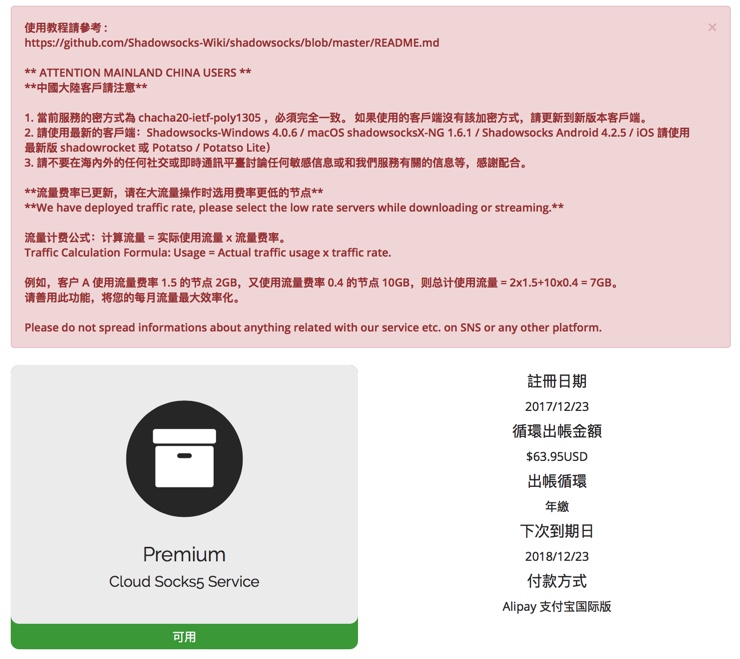 使用教程請參考 :
https://github.com/Shadowsocks-Wiki/shadowsocks/blob/master/README.md
×
** ATTENTION MAINLAND CHINA USERS **
**中國大陸客戶請注意**
1. 當前服務的密方式為 chacha20-ietf-poly1305 ，必須完全一致。 如果使用的客戶端沒有該加密方式，請更新到新版本客戶端。
2. 請使用最新的客戶端：Shadowsocks-Windows 4.0.6 / macOS shadowsocksX-NG 1.6.1 / Shadowsocks Android 4.2.5 / iOS 請使用
最新版 shadowrocket 或 Potatso / Potatso Lite）
3. 請不要在海內外的任何社交或即時通訊平臺討論任何敏感信息或和我們服務有關的信息等，感謝配合。
**流量费率已更新，请在大流量操作时选用费率更低的节点**
**We have deployed traffic rate, please select the low rate servers while downloading or streaming.**
流量计费公式：计算流量 = 实际使用流量 x 流量费率。
Traffic Calculation Formula: Usage = Actual traffic usage x traffic rate.
例如，客户 A 使用流量费率 1.5 的节点 2GB，又使用流量费率 0.4 的节点 10GB，则总计使用流量 = 2x1.5+10x0.4 = 7GB。
请善用此功能，将您的每月流量最大效率化。
Please do not spread informations about anything related with our service etc. on SNS or any other platform.
Premium
Cloud Socks5 Service
可用
註冊日期
2017/12/23
循環出帳金額
$63.95USD
出帳循環
年繳
下次到期日
2018/12/23
付款方式
Alipay 支付宝国际版